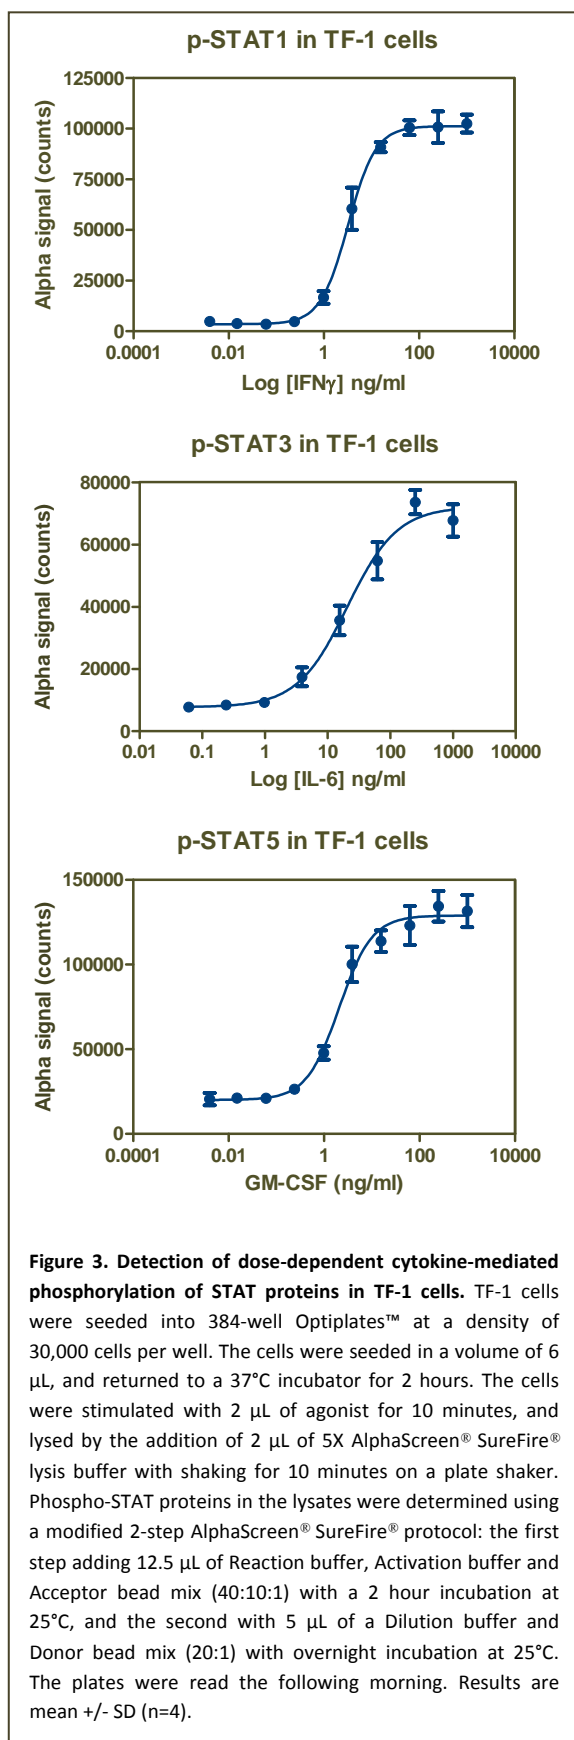 p-STAT1 in TF-1 cells
Alpha signal (counts)
125000
100000
75000
50000
25000
0
0.0001
0.01
1
100
10000
Log [IFNγ] ng/ml
p-STAT3 in TF-1 cells
Alpha signal (counts)
80000
60000
40000
20000
0
0.01
0.1
1
10
100
1000
10000
Log [IL-6] ng/ml
p-STAT5 in TF-1 cells
Alpha signal (counts)
150000
100000
50000
0
0.0001
0.01
1
100
10000
GM-CSF (ng/ml)
Figure 3. Detection of dose-dependent cytokine-mediated
phosphorylation of STAT proteins in TF-1 cells. TF-1 cells
were seeded into 384-well Optiplates™ at a density of
30,000 cells per well. The cells were seeded in a volume of 6
µL, and returned to a 37°C incubator for 2 hours. The cells
were stimulated with 2 µL of agonist for 10 minutes, and
lysed by the addition of 2 µL of 5X AlphaScreen® SureFire®
lysis buffer with shaking for 10 minutes on a plate shaker.
Phospho-STAT proteins in the lysates were determined using
a modified 2-step AlphaScreen® SureFire® protocol: the first
step adding 12.5 µL of Reaction buffer, Activation buffer and
Acceptor bead mix (40:10:1) with a 2 hour incubation at
25°C, and the second with 5 µL of a Dilution buffer and
Donor bead mix (20:1) with overnight incubation at 25°C.
The plates were read the following morning. Results are
mean +/- SD (n=4).